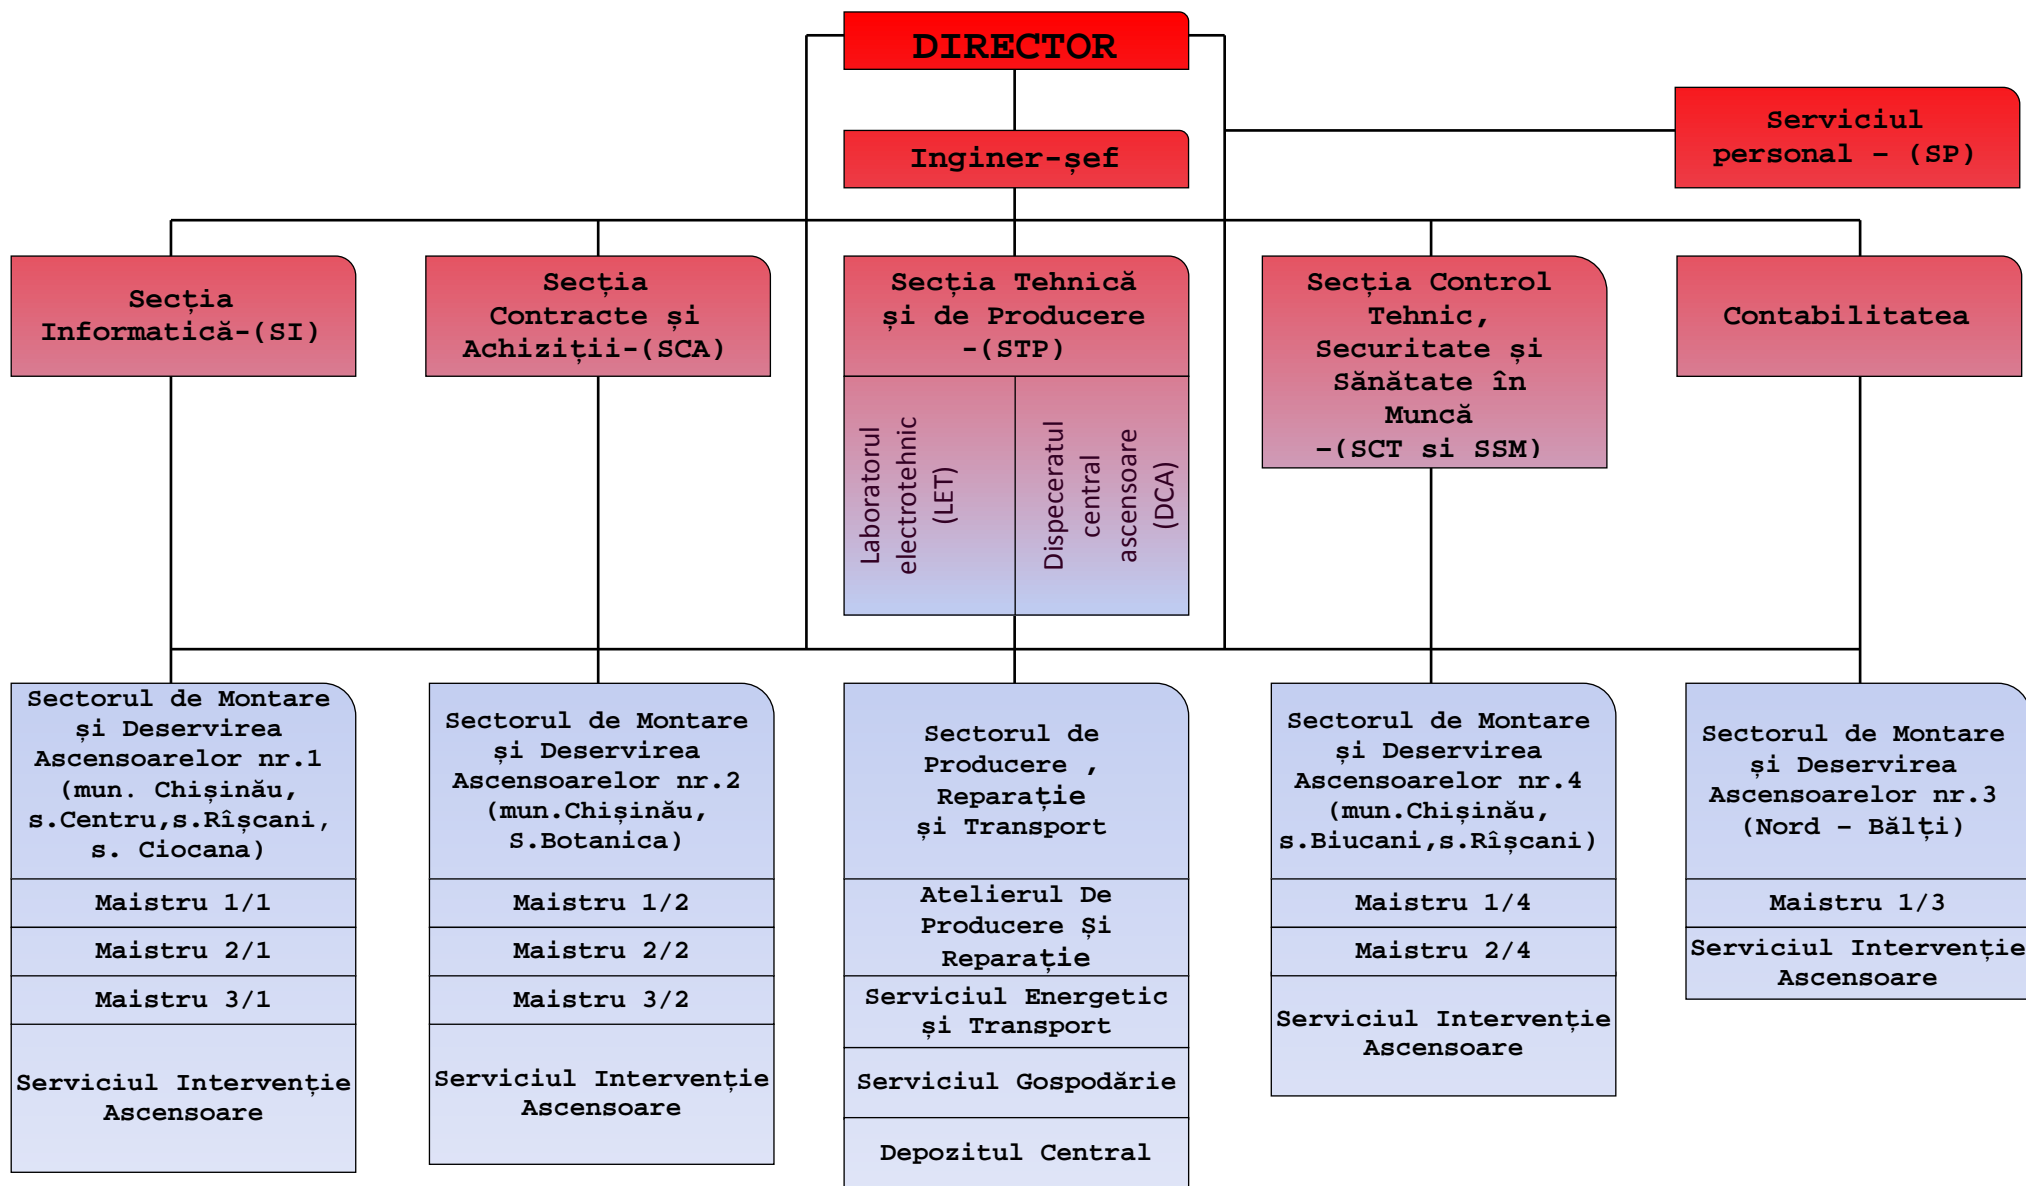 DIRECTOR
Serviciul
personal – (SP)
Inginer-șef
Secția
Informatică-(SI)
Secția
Contracte și
Achiziții-(SCA)
Secția Tehnică
și de Producere
-(STP)
Laboratorul
electrotehnic
(LET)
Dispeceratul
central
ascensoare
(DCA)
Secția Control
Tehnic,
Securitate și
Sănătate în
Muncă
–(SCT si SSM)
Contabilitatea
Sectorul de Montare
și Deservirea
Ascensoarelor nr.1
(mun. Chișinău,
s.Centru,s.Rîșcani,
s. Ciocana)
Maistru 1/1
Maistru 2/1
Maistru 3/1
Serviciul Intervenție
Ascensoare
Sectorul de Montare
și Deservirea
Ascensoarelor nr.2
(mun.Chișinău,
S.Botanica)
Maistru 1/2
Maistru 2/2
Maistru 3/2
Serviciul Intervenție
Ascensoare
Sectorul de
Producere ,
Reparație
și Transport
Atelierul De
Producere Și
Reparație
Serviciul Energetic
și Transport
Serviciul Gospodărie
Depozitul Central
Sectorul de Montare
și Deservirea
Ascensoarelor nr.4
(mun.Chișinău,
s.Biucani,s.Rîșcani)
Maistru 1/4
Maistru 2/4
Serviciul Intervenție
Ascensoare
Sectorul de Montare
și Deservirea
Ascensoarelor nr.3
(Nord – Bălți)
Maistru 1/3
Serviciul Intervenție
Ascensoare